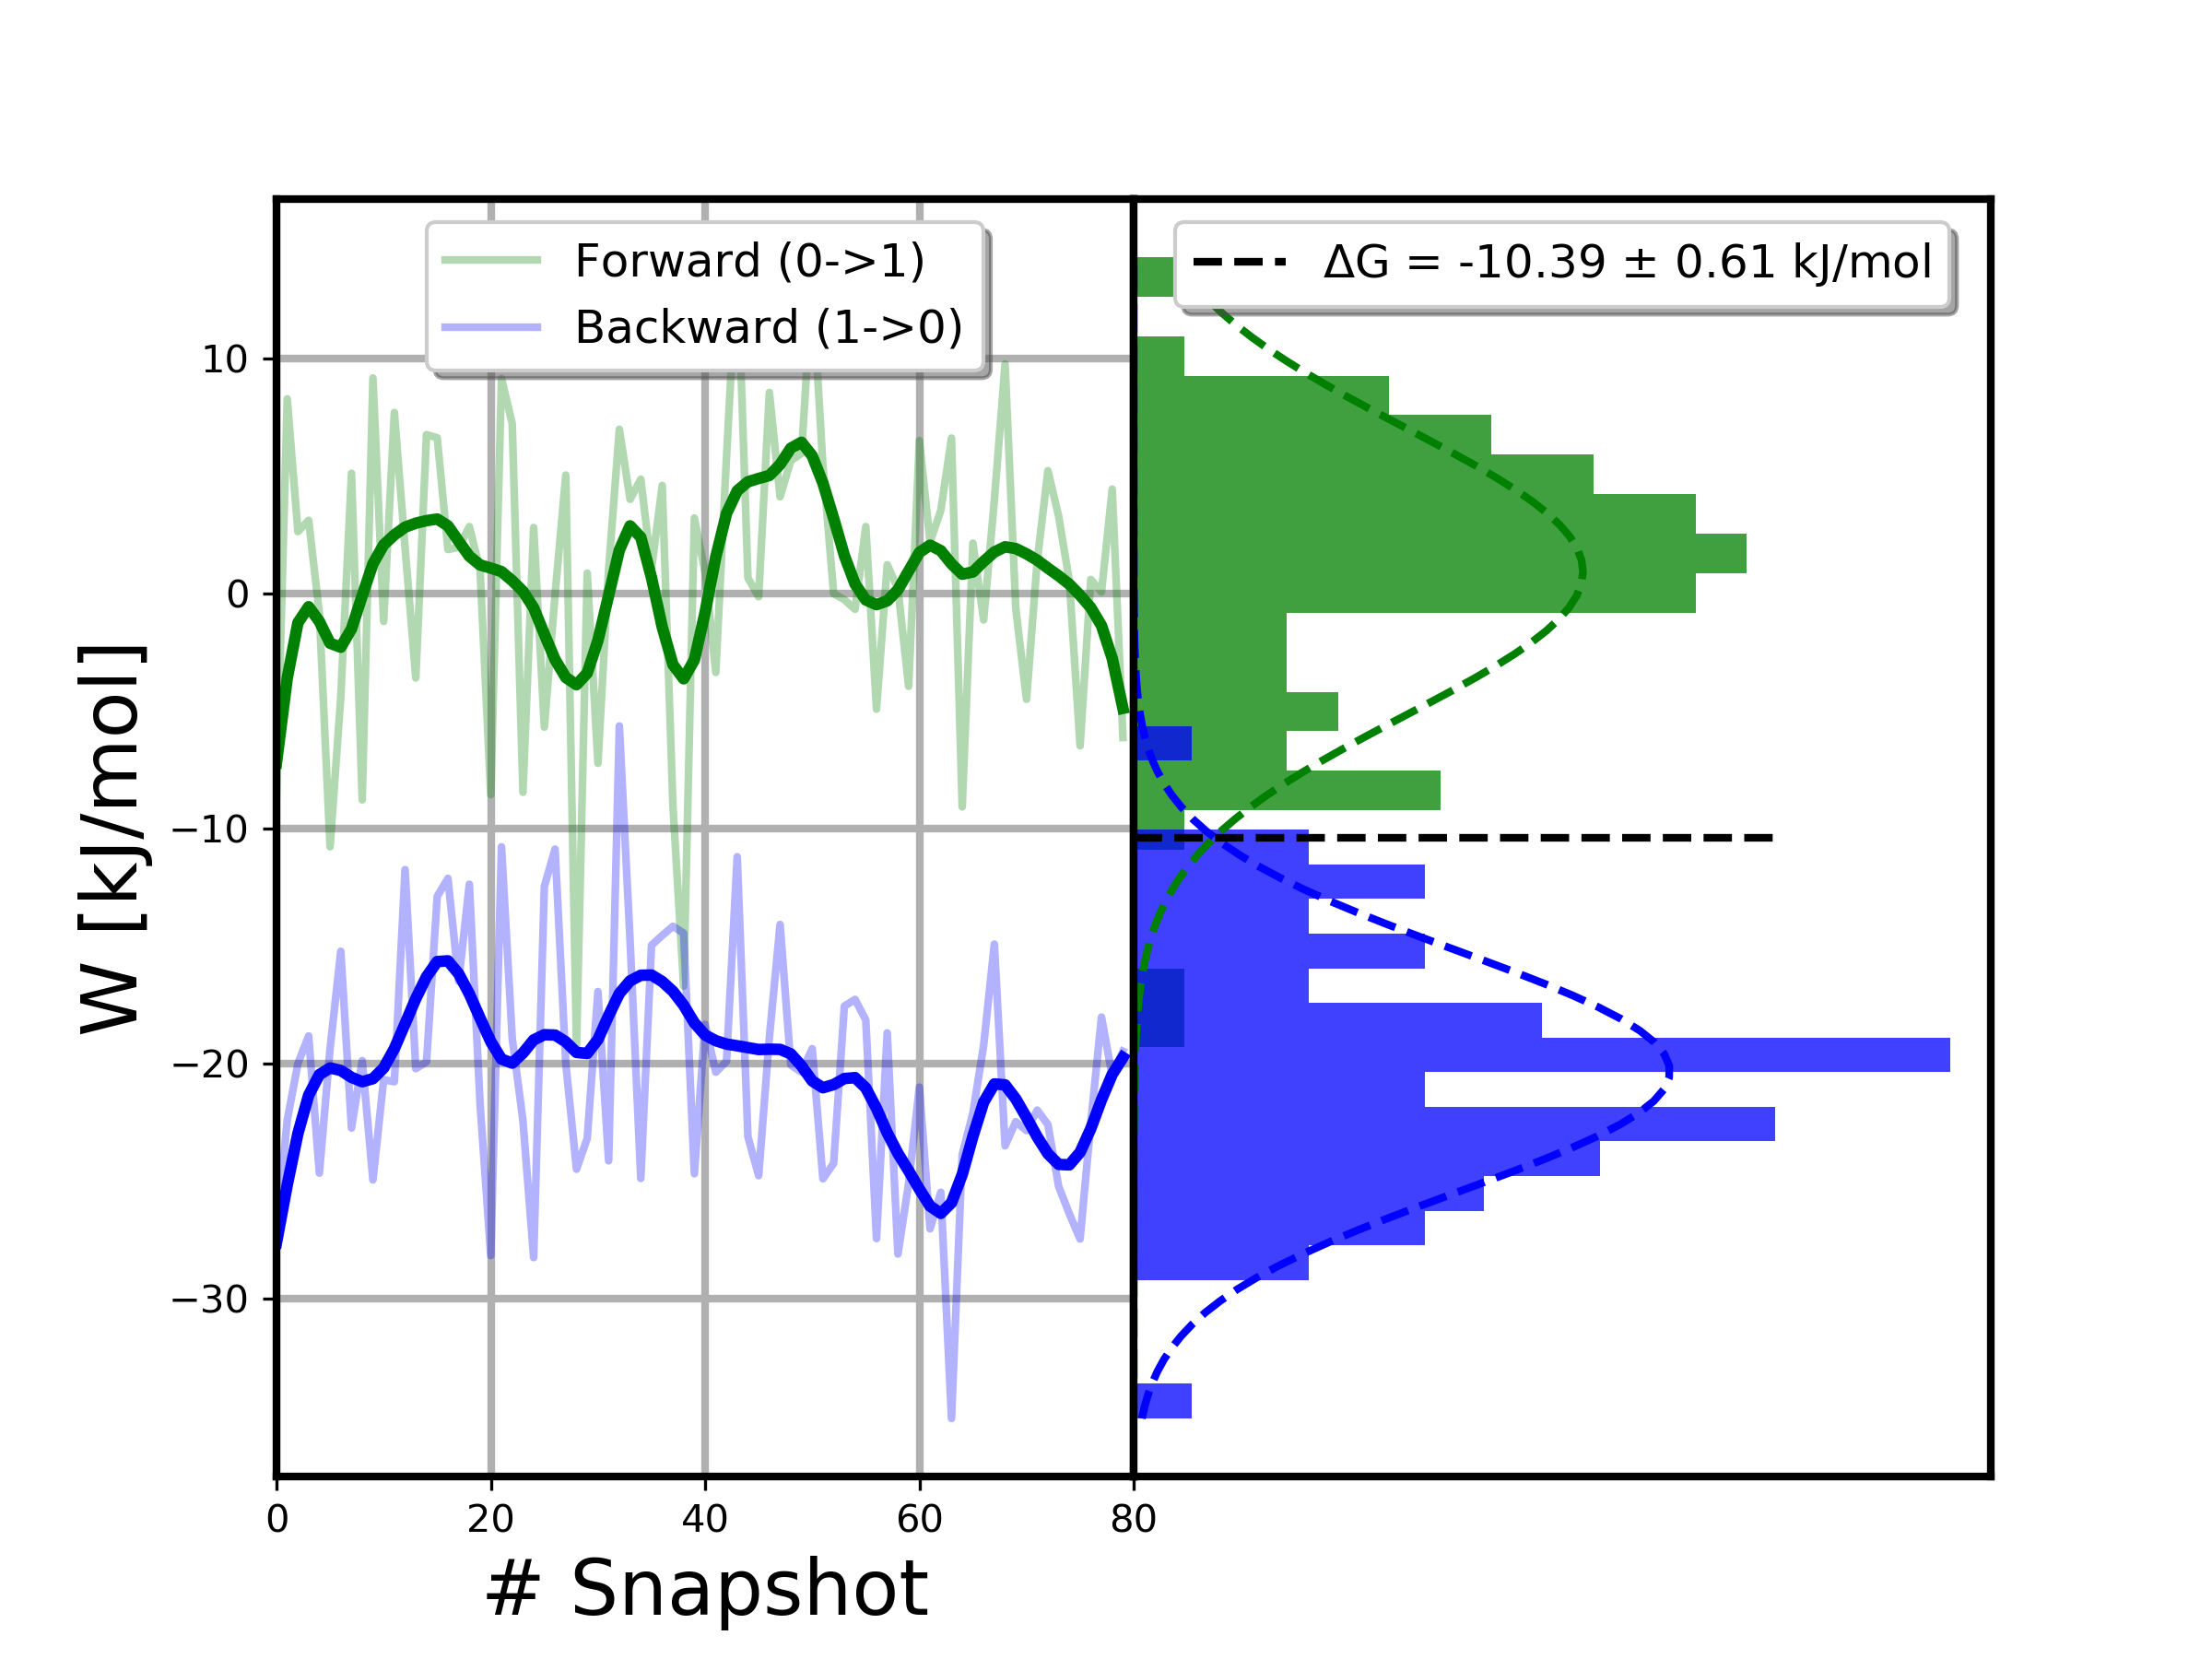 Forward (0->1)
Backward (1->0)
ΔG = -10.39 ± 0.61 kJ/mol
W [kJ/mol]
10
0
−10
−20
−30
0 20 40 60 80
# Snapshot